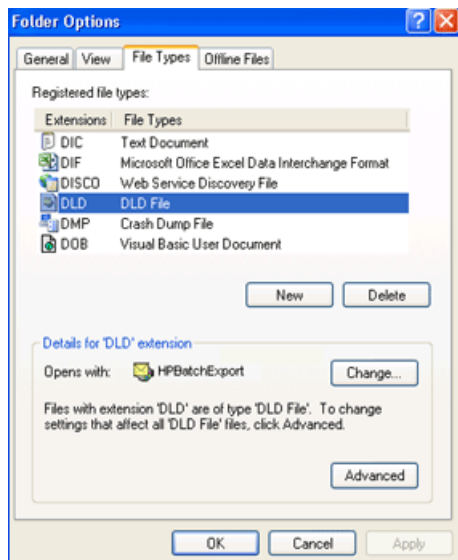 Folder Options
General View File Types Offline Files
Registered file types:
Extensions File Types
DIC Text Document
DIF Microsoft Office Excel Data Interchange Format
DISCO Web Service Discovery File
DLD DLD File
DMP Crash Dump File
DOB Visual Basic User Document
New Delete
Details for 'DLD' extension
Opens with: HPBatchExport Change...
Files with extension 'DLD' are of type 'DLD File'. To change
settings that affect all 'DLD File' files, click Advanced.
Advanced
OK Cancel Apply